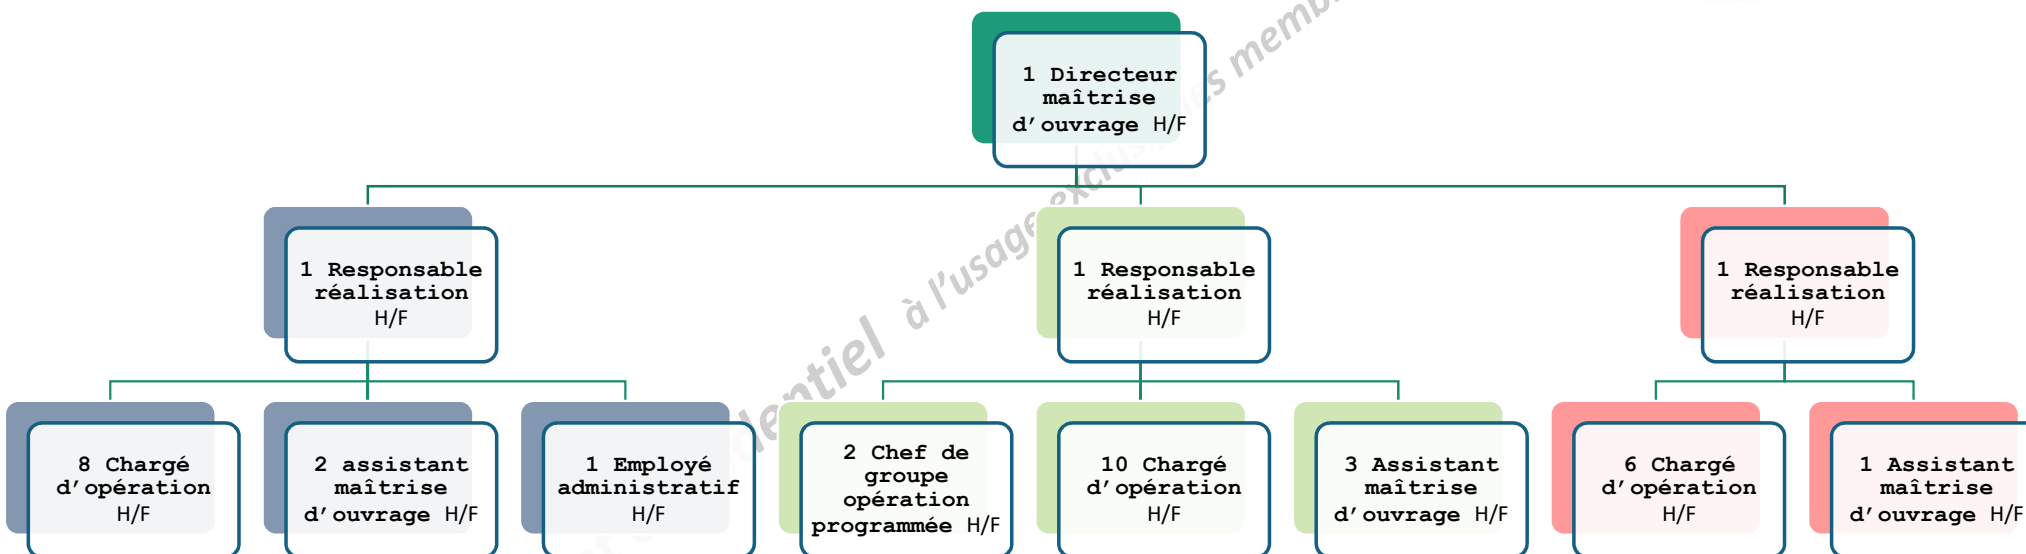 1 Directeur
maîtrise
d'ouvrage H/F
1 Responsable
réalisation
H/F
1 Responsable
réalisation
H/F
1 Responsable
réalisation
H/F
8 Chargé
d'opération
H/F
2 assistant
maîtrise
d'ouvrage H/F
1 Employé
administratif
H/F
2 Chef de
groupe
opération
programmée H/F
10 Chargé
d'opération
H/F
3 Assistant
maîtrise
d'ouvrage H/F
6 Chargé
d'opération
H/F
1 Assistant
maîtrise
d'ouvrage H/F
à l'usage